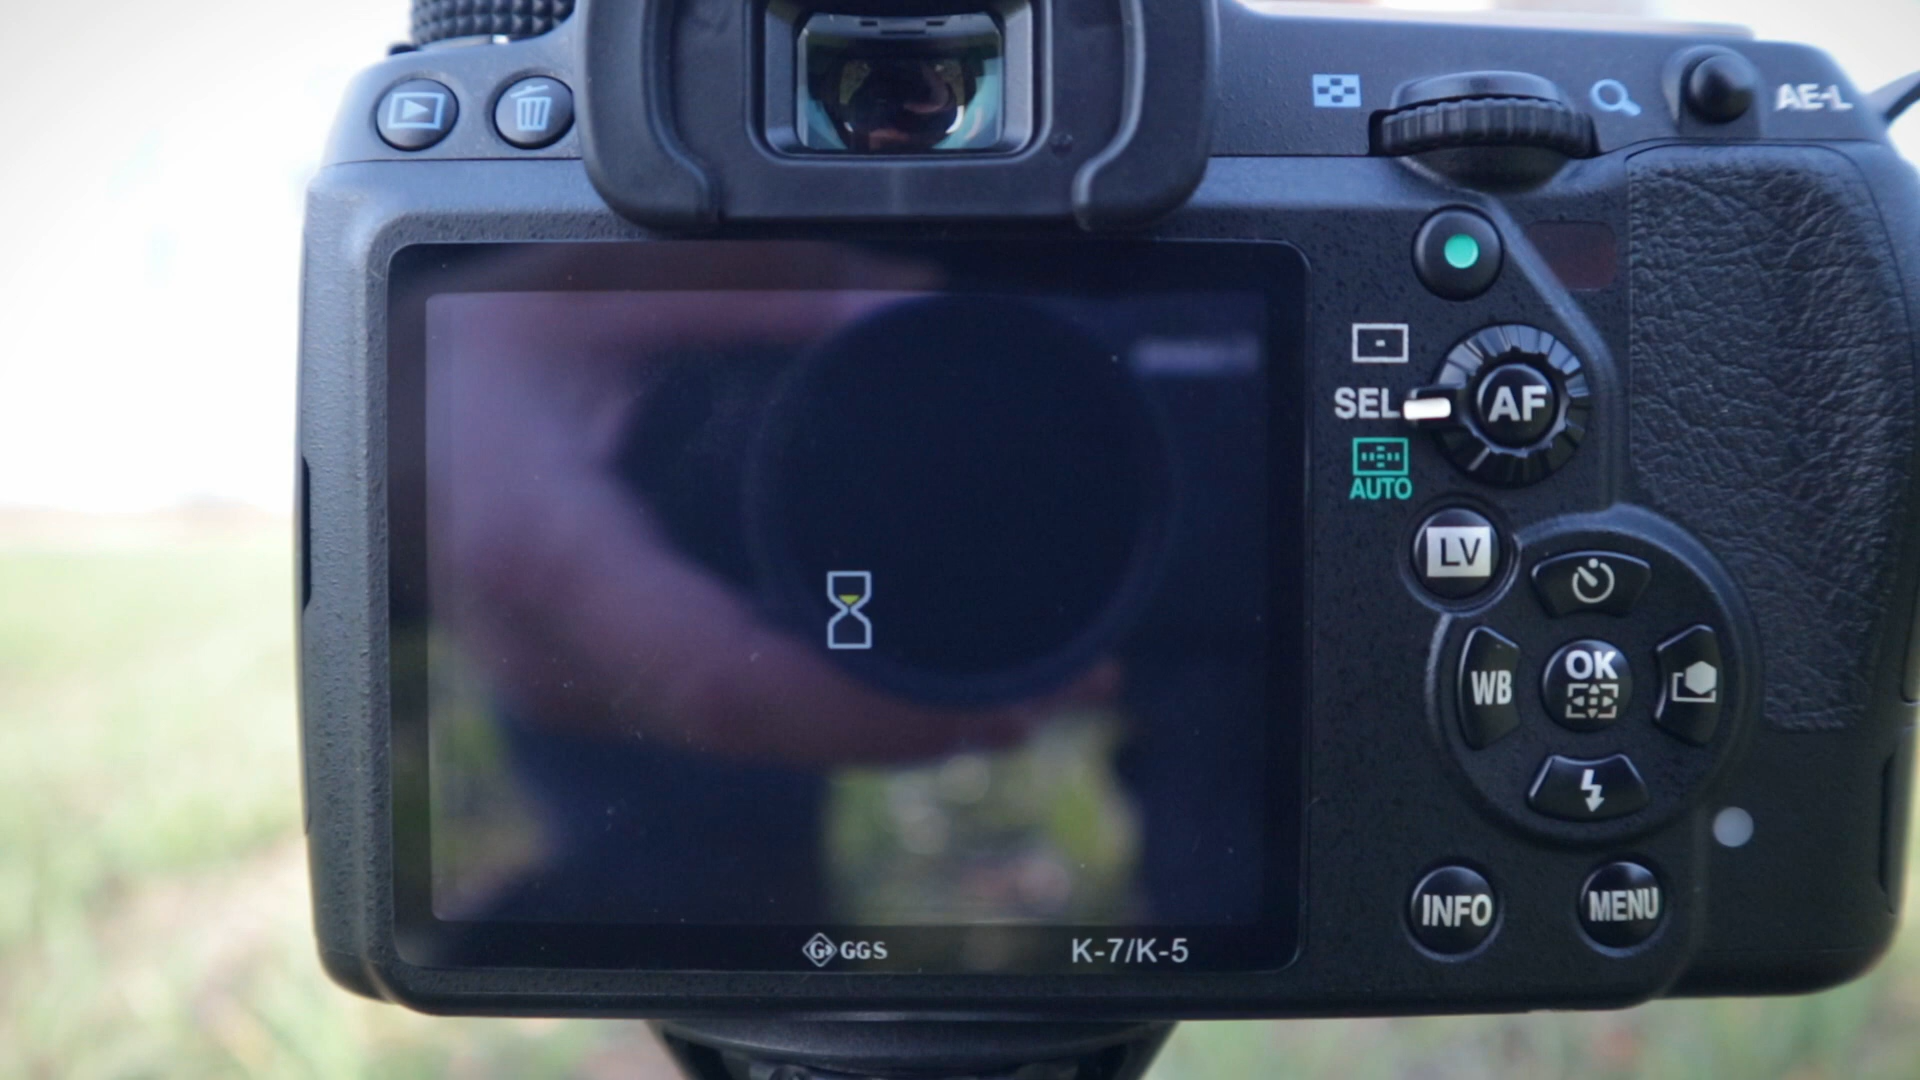 AE-L
SEL
AF
AUTO
LV
WB
OK
INFO
MENU
G GGS
K-7/K-5